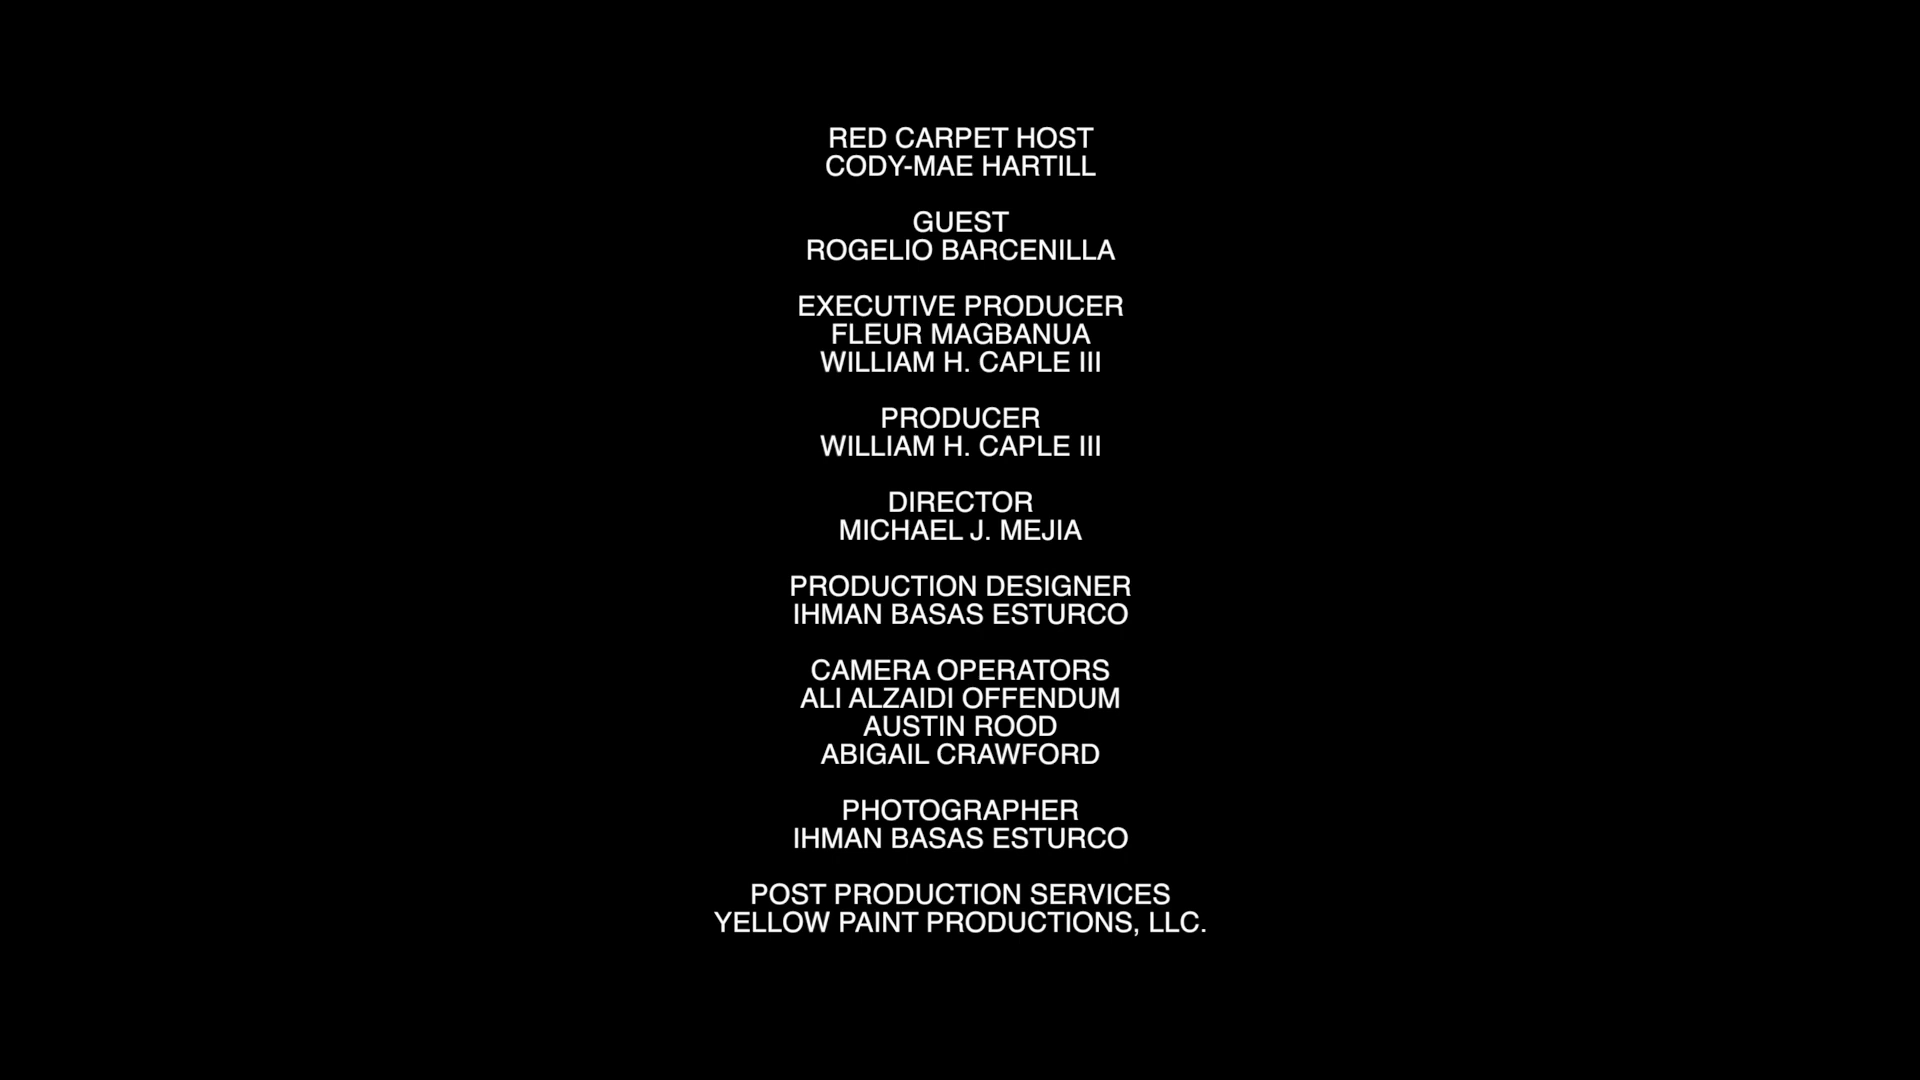 RED CARPET HOST
CODY-MAE HARTILL
GUEST
ROGELIO BARCENILLA
EXECUTIVE PRODUCER
FLEUR MAGBANUA
WILLIAM H. CAPLE III
PRODUCER
WILLIAM H. CAPLE III
DIRECTOR
MICHAEL J. MEJIA
PRODUCTION DESIGNER
IHMAN BASAS ESTURCO
CAMERA OPERATORS
ALI ALZAIDI OFFENDUM
AUSTIN ROOD
ABIGAIL CRAWFORD
PHOTOGRAPHER
IHMAN BASAS ESTURCO
POST PRODUCTION SERVICES
YELLOW PAINT PRODUCTIONS, LLC.